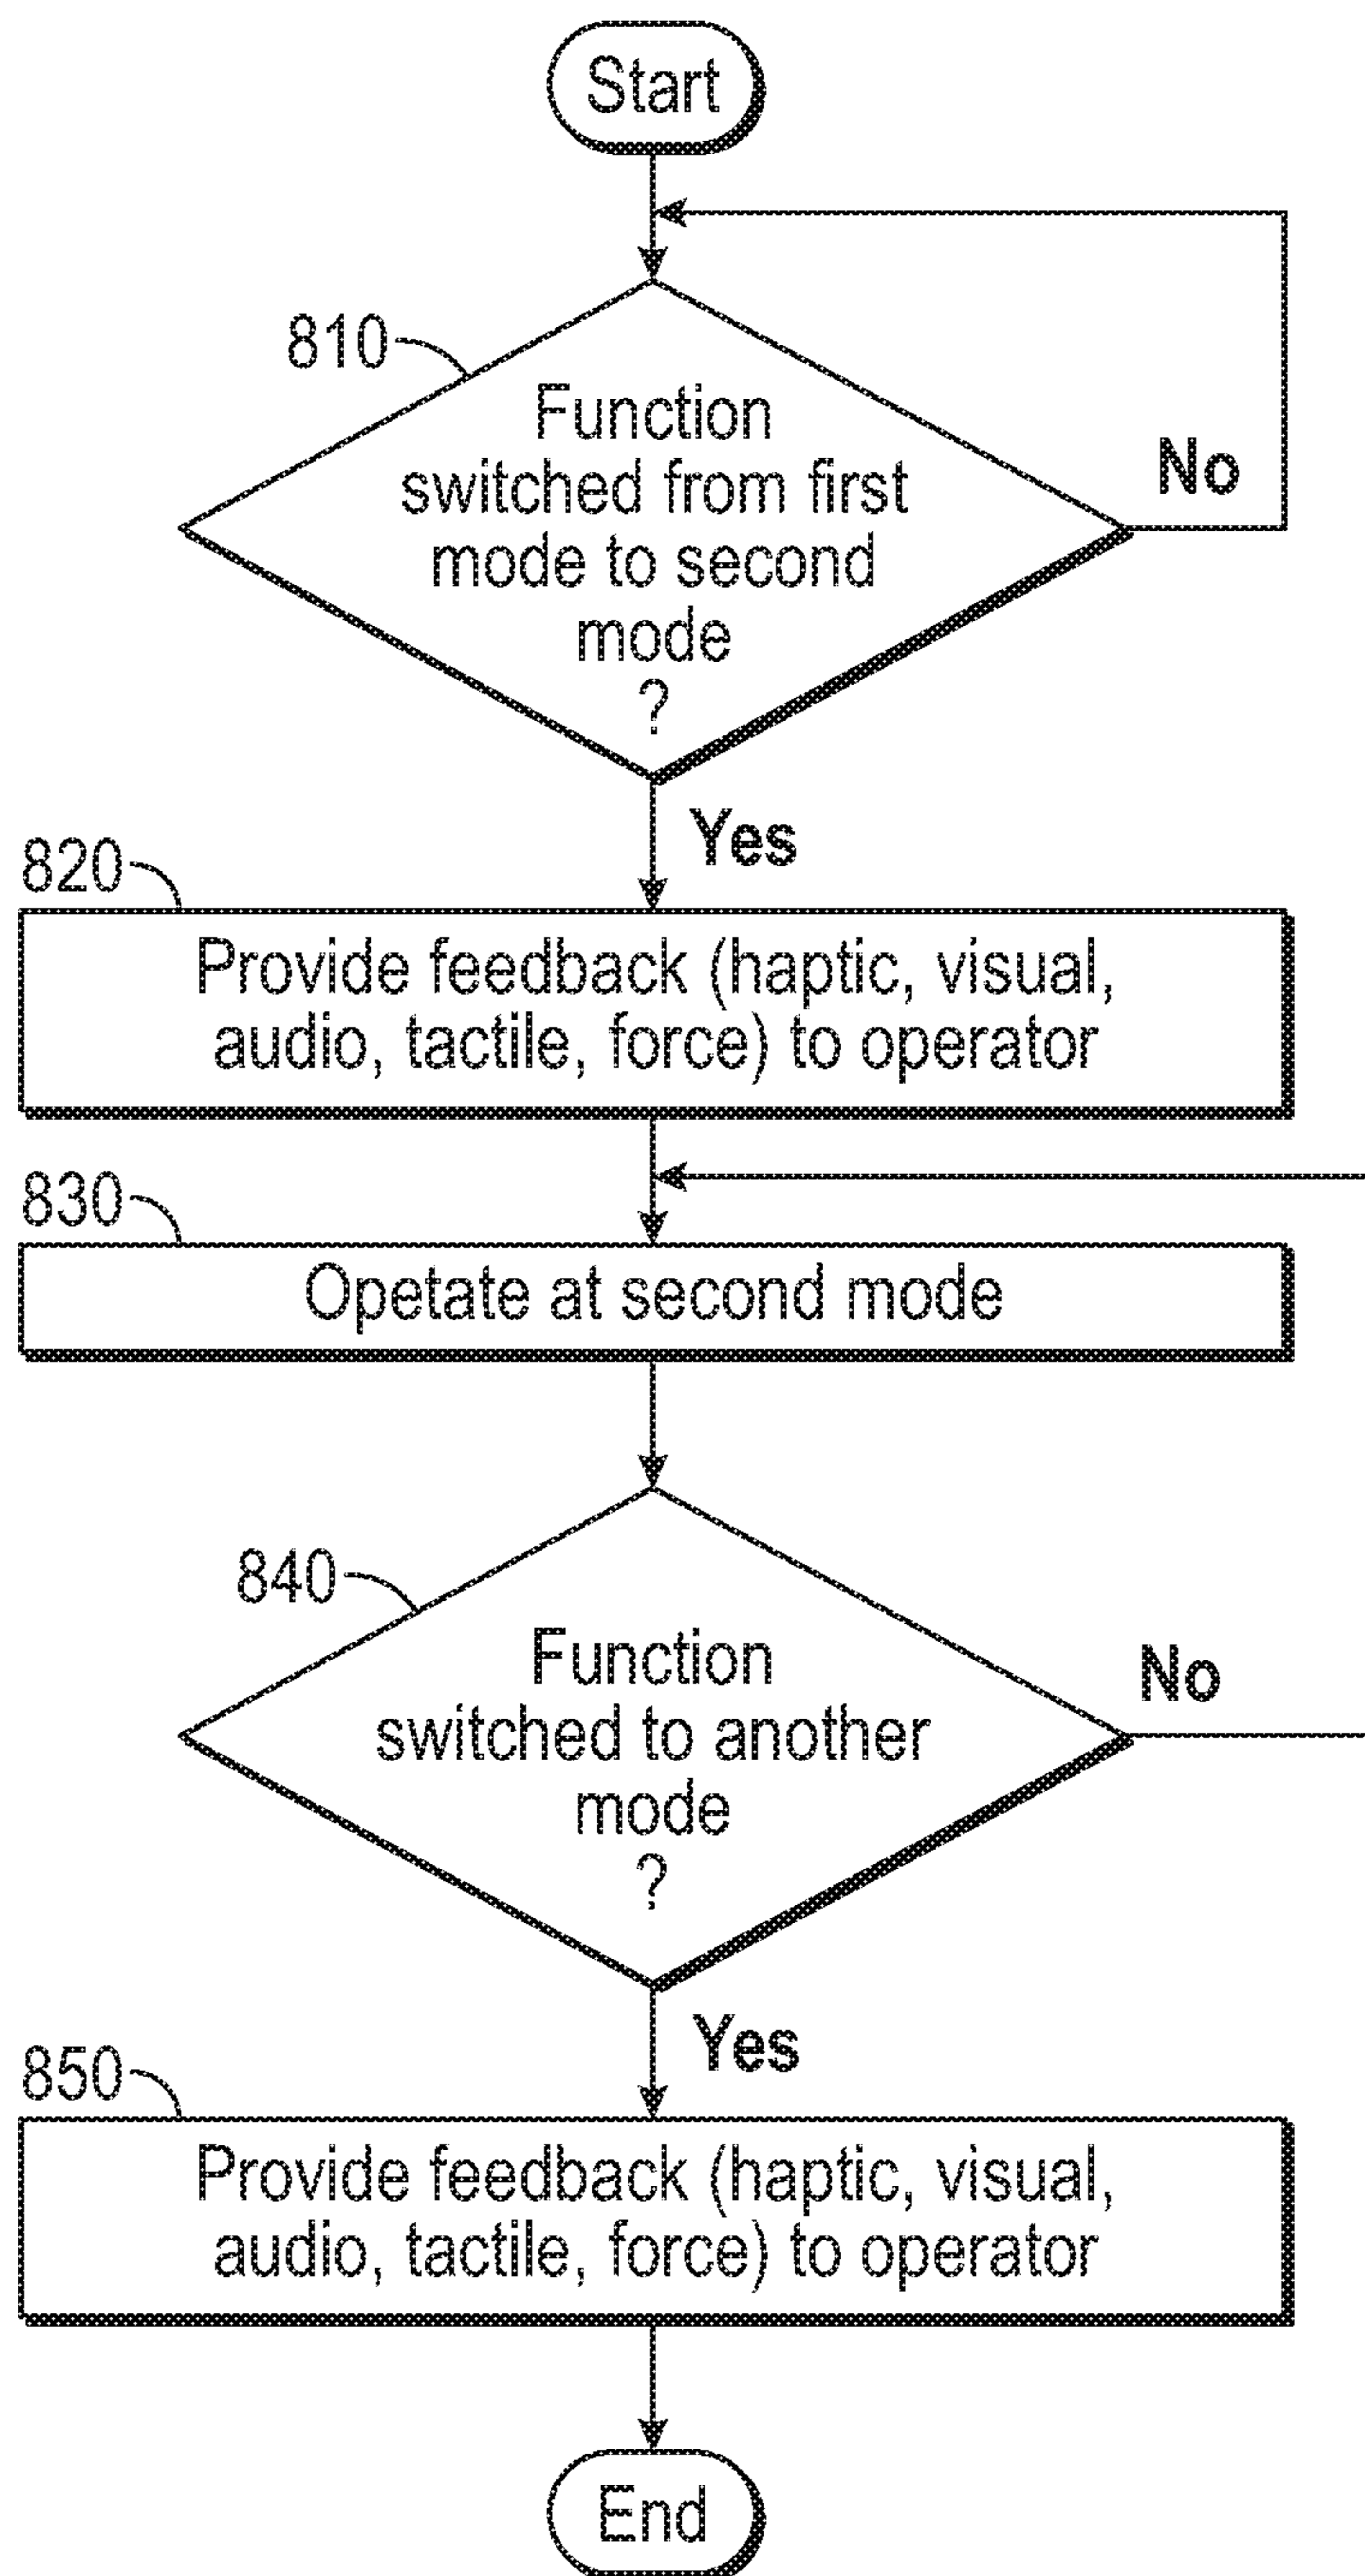 Start
810
Function
switched from first
mode to second
mode
?
No
Yes
820
Provide feedback (haptic, visual,
audio, tactile, force) to operator
830
Opetate at second mode
840
Function
switched to another
mode
?
No
Yes
850
Provide feedback (haptic, visual,
audio, tactile, force) to operator
End